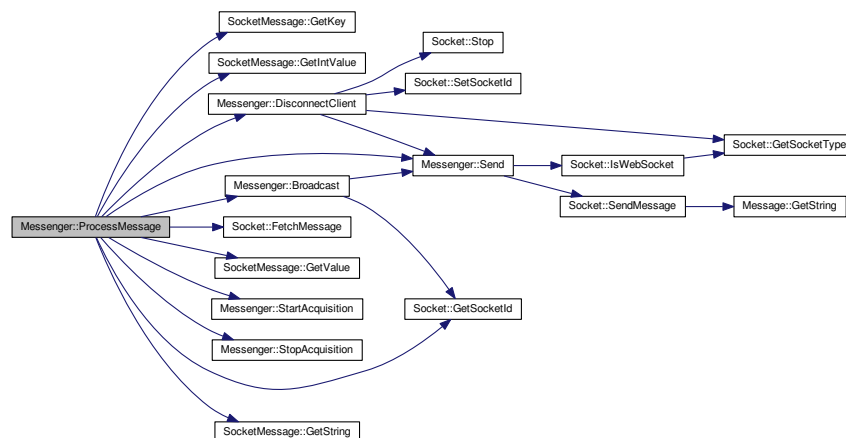 SocketMessage::GetKey
Socket::Stop
SocketMessage::GetIntValue
Socket::SetSocketId
Messenger::DisconnectClient
Socket::GetSocketType
Messenger::Send
Socket::IsWebSocket
Messenger::Broadcast
Socket::SendMessage
Message::GetString
Messenger::ProcessMessage
Socket::FetchMessage
SocketMessage::GetValue
Messenger::StartAcquisition
Socket::GetSocketId
Messenger::StopAcquisition
SocketMessage::GetString